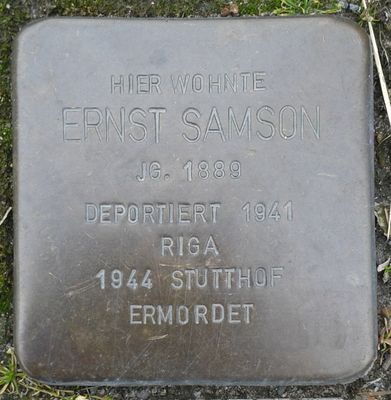 HIER WOHNTE
ERNST SAMSON
JG. 1889
DEPORTIERT 1941
RIGA
1944 STUTTHOF
ERMORDET